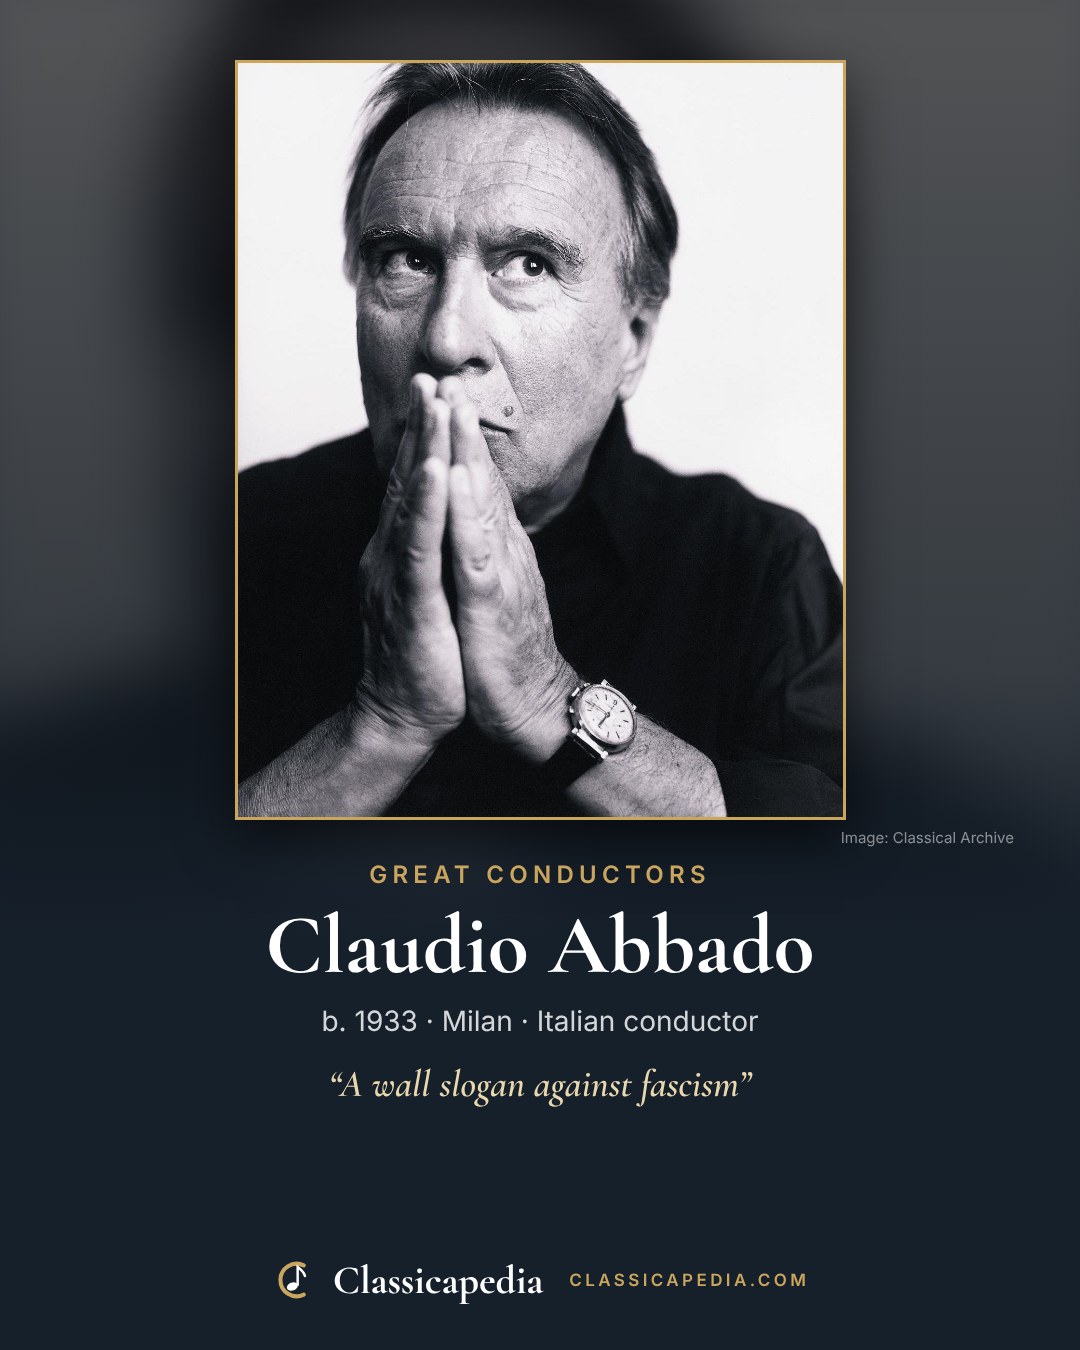 Image: Classical Archive
GREAT CONDUCTORS
Claudio Abbado
b. 1933 · Milan · Italian conductor
“A wall slogan against fascism”
Classicapedia CLASSICAPEDIA.COM